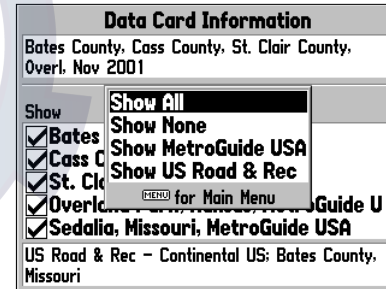 Data Card Information
Bates County, Cass County, St. Clair County,
Overl, Nov 2001
Show
Show All
Show None
Show MetroGuide USA
Show US Road & Rec
MENU for Main Menu
Bates
Cass C
St. Cl
Overl Guide U
Sedalia, Missouri, MetroGuide USA
US Road & Rec - Continental US; Bates County,
Missouri